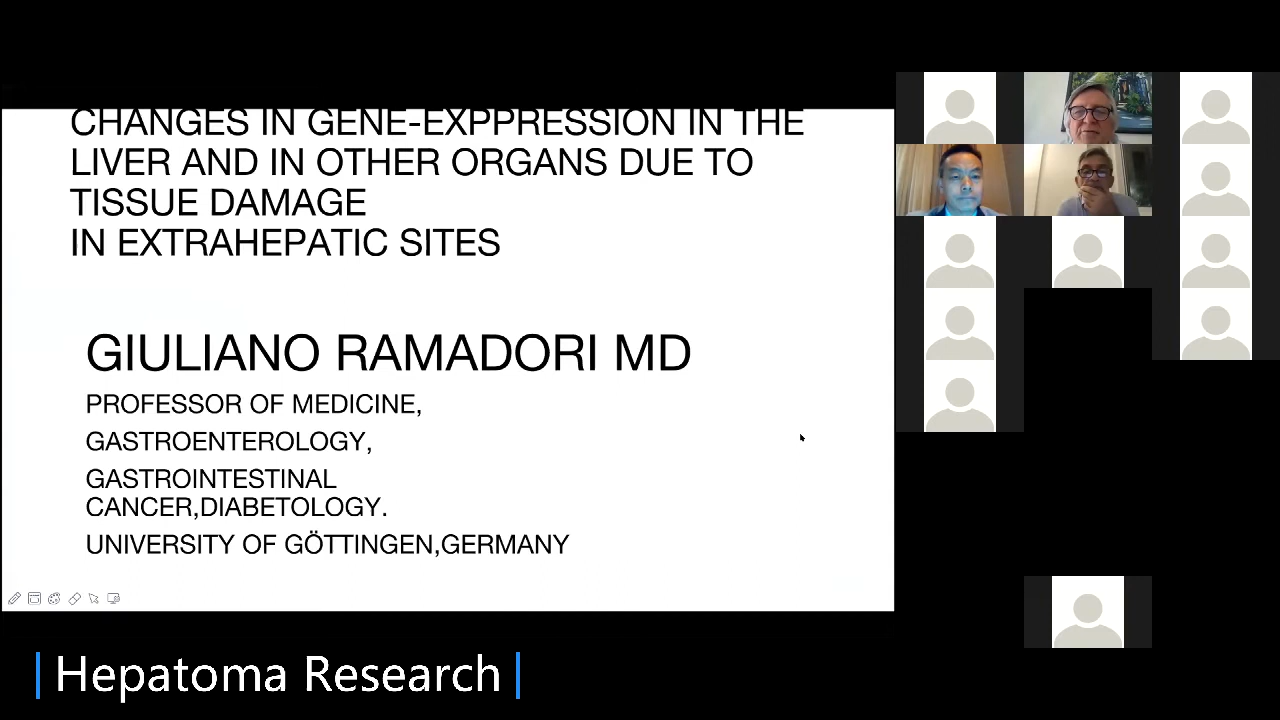 CHANGES IN GENE-EXPPRESSION IN THE
LIVER AND IN OTHER ORGANS DUE TO
TISSUE DAMAGE
IN EXTRAHEPATIC SITES
GIULIANO RAMADORI MD
PROFESSOR OF MEDICINE,
GASTROENTEROLOGY,
GASTROINTESTINAL
CANCER,DIABETOLOGY.
UNIVERSITY OF GÖTTINGEN,GERMANY
| Hepatoma Research |